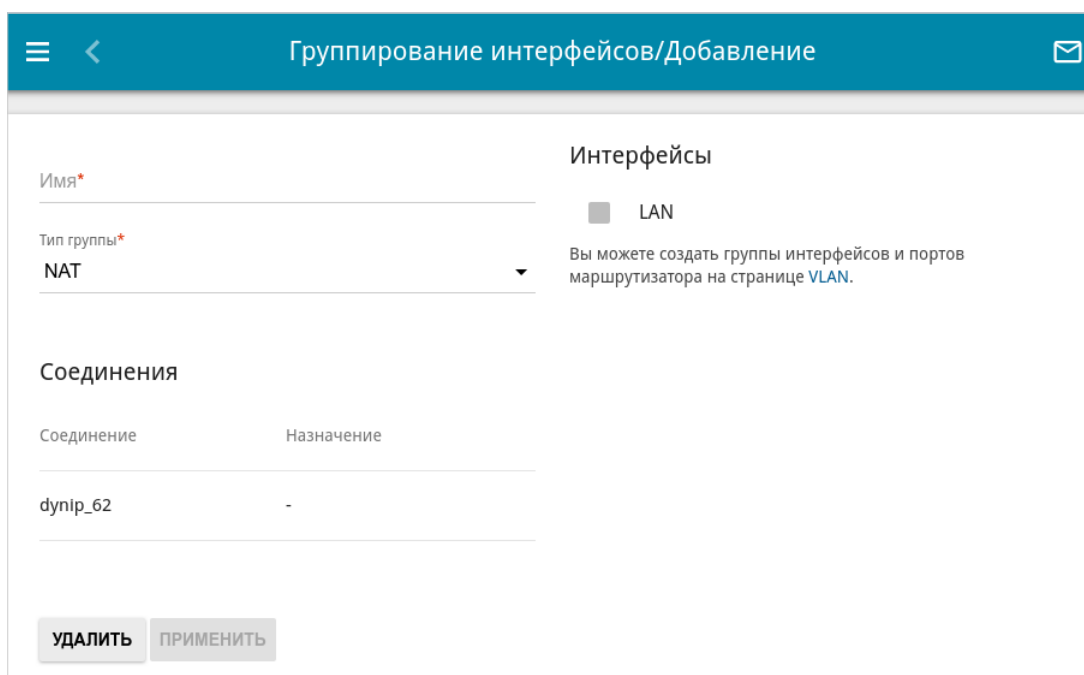 Группирование интерфейсов/Добавление
Имя*
Тип группы*
NAT
Интерфейсы
LAN
Вы можете создать группы интерфейсов и портов
маршрутизатора на странице VLAN.
Соединения
Соединение Назначение
dynip_62 -
УДАЛИТЬ ПРИМЕНИТЬ